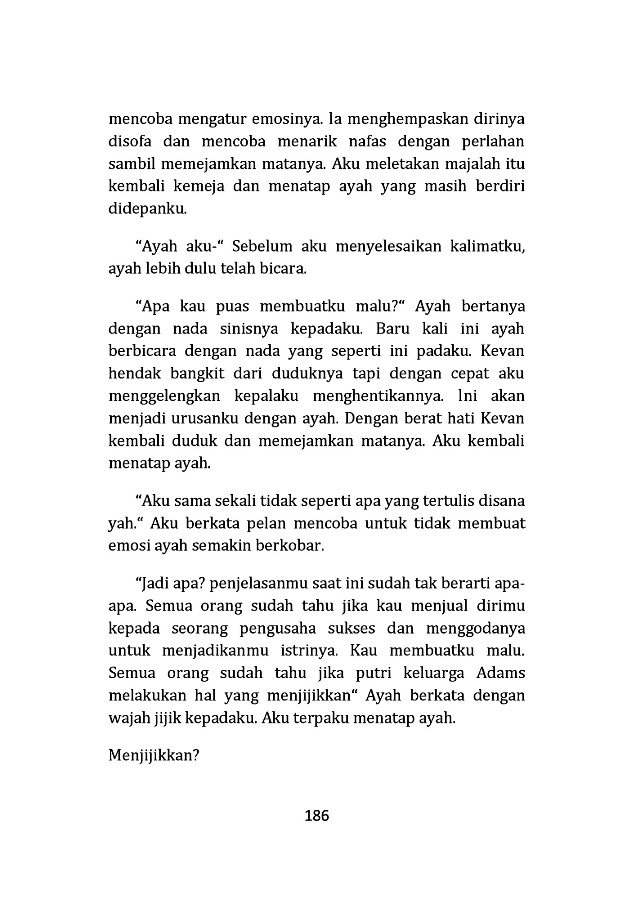 mencoba mengatur emosinya. Ia menghempaskan dirinya
disofa dan mencoba menarik nafas dengan perlahan
sambil memejamkan matanya. Aku meletakan majalah itu
kembali kemeja dan menatap ayah yang masih berdiri
didepanku.
“Ayah aku-“ Sebelum aku menyelesaikan kalimatku,
ayah lebih dulu telah bicara.
“Apa kau puas membuatku malu?“ Ayah bertanya
dengan nada sinisnya kepadaku. Baru kali ini ayah
berbicara dengan nada yang seperti ini padaku. Kevan
hendak bangkit dari duduknya tapi dengan cepat aku
menggelengkan kepalaku menghentikannya. Ini akan
menjadi urusanku dengan ayah. Dengan berat hati Kevan
kembali duduk dan memejamkan matanya. Aku kembali
menatap ayah.
“Aku sama sekali tidak seperti apa yang tertulis disana
yah.“ Aku berkata pelan mencoba untuk tidak membuat
emosi ayah semakin berkobar.
“Jadi apa? penjelasanmu saat ini sudah tak berarti apa-
apa. Semua orang sudah tahu jika kau menjual dirimu
kepada seorang pengusaha sukses dan menggodanya
untuk menjadikanmu istrinya. Kau membuatku malu.
Semua orang sudah tahu jika putri keluarga Adams
melakukan hal yang menjijikkan“ Ayah berkata dengan
wajah jijik kepadaku. Aku terpaku menatap ayah.
Menjijikkan?
186